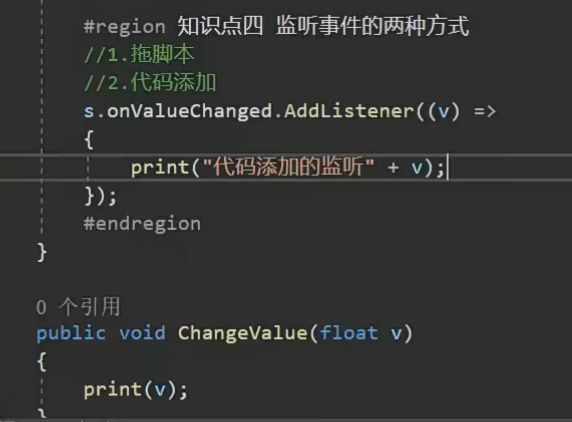 #region 知识点四 监听事件的两种方式
//1.拖脚本
//2.代码添加
s.onValueChanged.AddListener((v) =>
{
print("代码添加的监听" + v);
});
#endregion
}
0 个引用
public void ChangeValue(float v)
{
print(v);
}